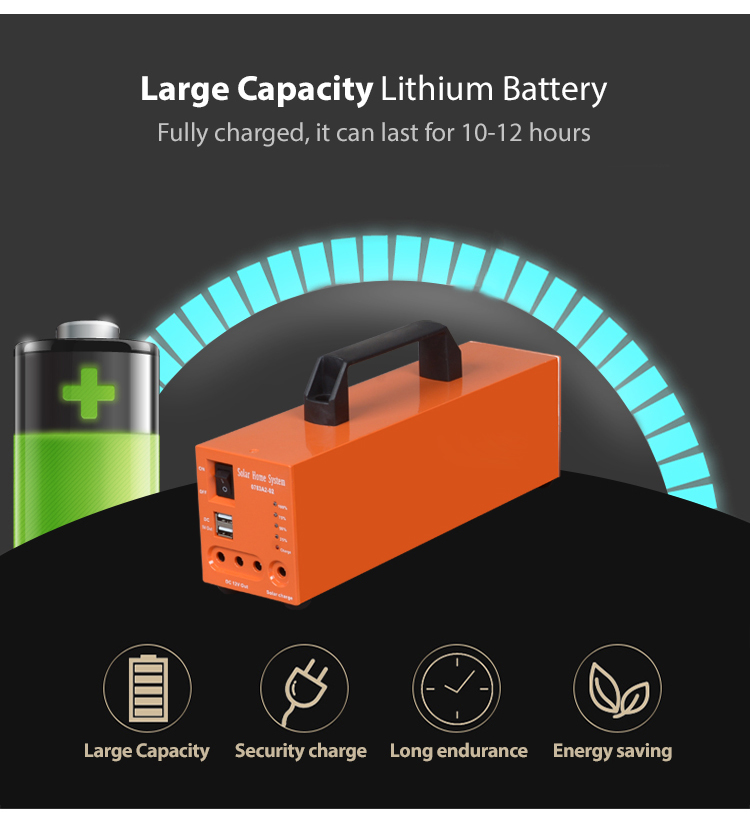 Large Capacity Lithium Battery
Fully charged, it can last for 10-12 hours
ON
Solar Home System
OFF
DC
DC 12V Out
Solar charge
Large Capacity
Security charge
Long endurance
Energy saving